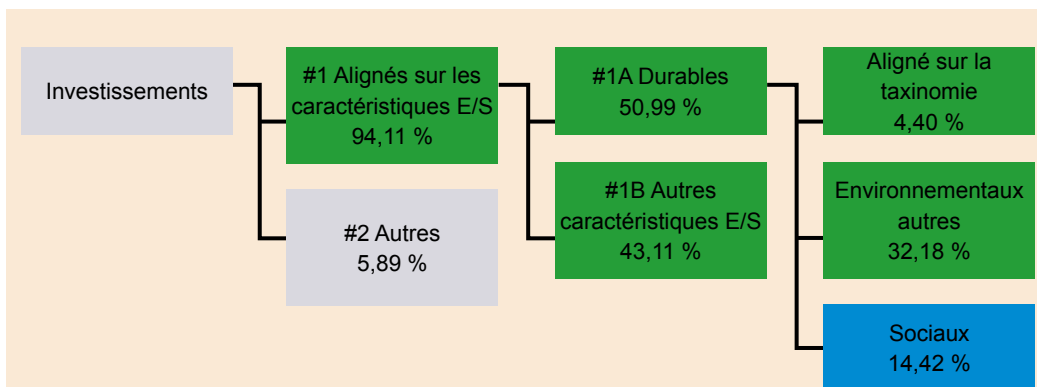 Investissements
#1 Alignés sur les
caractéristiques E/S
94,11 %
#2 Autres
5,89 %
#1A Durables
50,99 %
#1B Autres
caractéristiques E/S
43,11 %
Aligné sur la
taxinomie
4,40 %
Environnementaux
autres
32,18 %
Sociaux
14,42 %